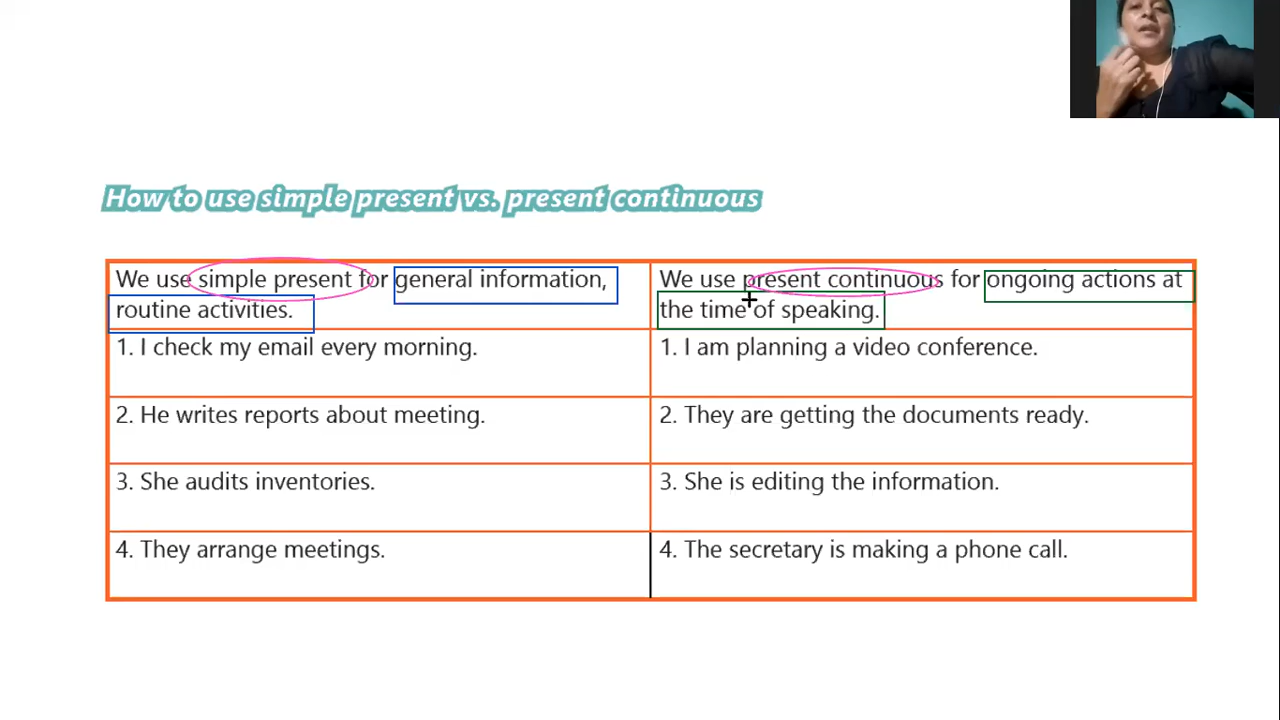 How to use simple present vs. present continuous
We use simple present for general information,
routine activities.
We use present continuous for ongoing actions at
the time of speaking.
1. I check my email every morning.
1. I am planning a video conference.
2. He writes reports about meeting.
2. They are getting the documents ready.
3. She audits inventories.
3. She is editing the information.
4. They arrange meetings.
4. The secretary is making a phone call.